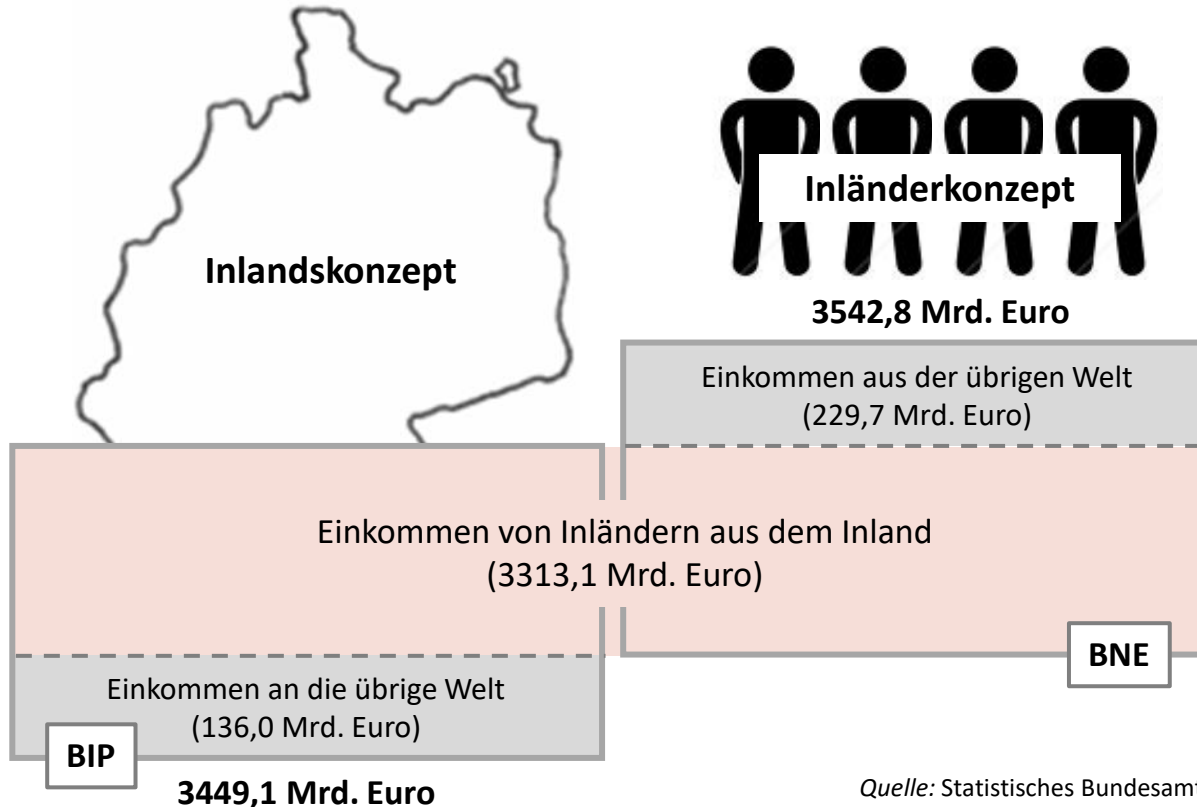 Inlandskonzept
Inländerkonzept
3542,8 Mrd. Euro
Einkommen aus der übrigen Welt
(229,7 Mrd. Euro)
Einkommen von Inländern aus dem Inland
(3313,1 Mrd. Euro)
BNE
Einkommen an die übrige Welt
(136,0 Mrd. Euro)
BIP
3449,1 Mrd. Euro
Quelle: Statistisches Bundesamt